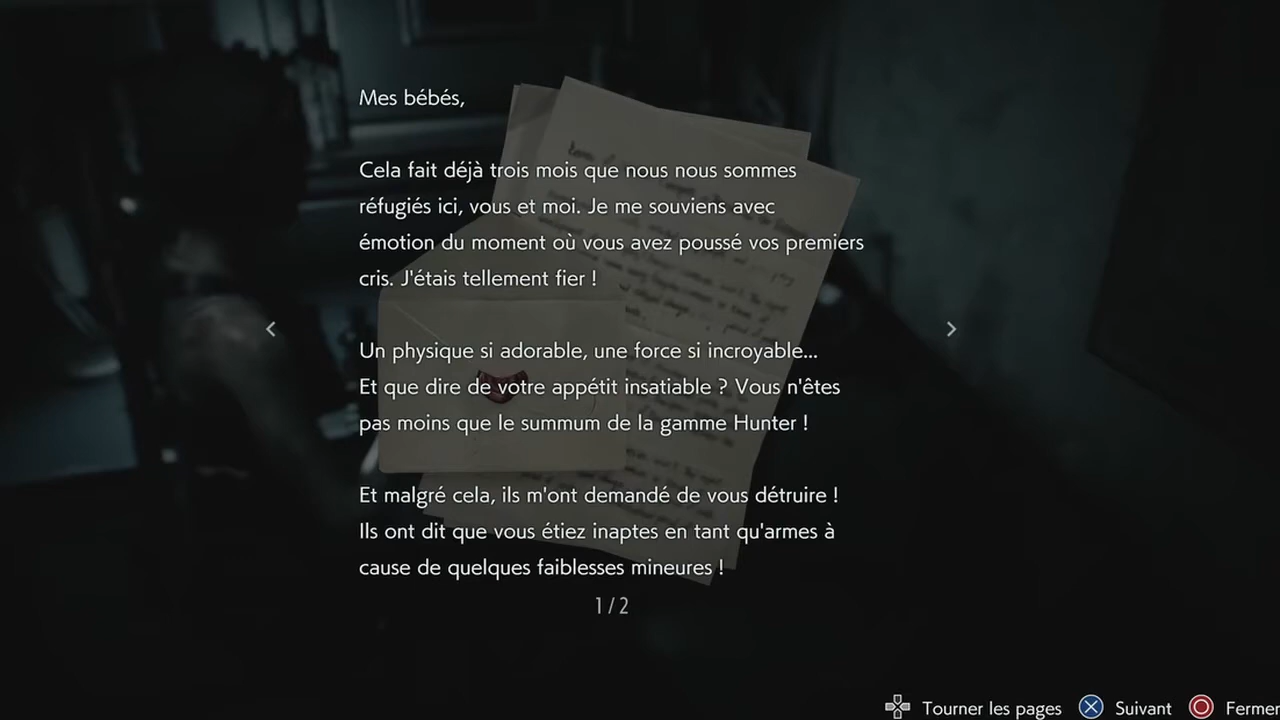 Mes bébés,
Cela fait déjà trois mois que nous nous sommes
réfugiés ici, vous et moi. Je me souviens avec
émotion du moment où vous avez poussé vos premiers
cris. J'étais tellement fier !
Un physique si adorable, une force si incroyable...
Et que dire de votre appétit insatiable ? Vous n'êtes
pas moins que le summum de la gamme Hunter !
Et malgré cela, ils m'ont demandé de vous détruire !
Ils ont dit que vous étiez inaptes en tant qu'armes à
cause de quelques faiblesses mineures !
1 / 2
Tourner les pages Suivant Fermer